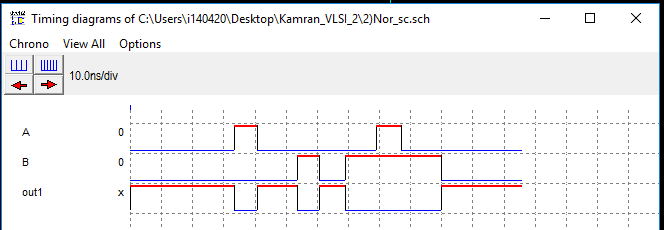 Timing diagrams of C:\Users\i140420\Desktop\Kamran_VLSI_2\2)Nor_sc.sch
Chrono View All Options
10.0ns/div
A 0
B 0
out1 x